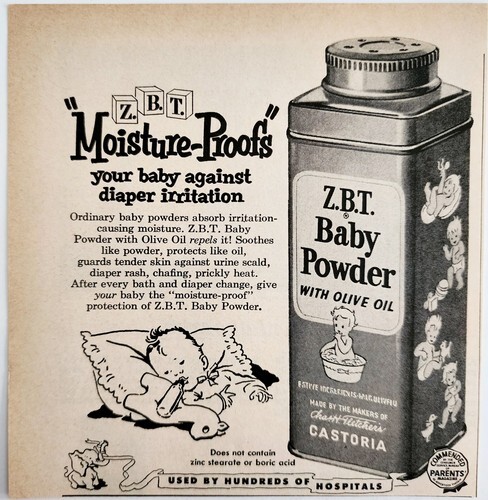 Z. B. T.
"Moisture-Proofs"
your baby against
diaper irritation
Ordinary baby powders absorb irritation-
causing moisture. Z.B.T. Baby
Powder with Olive Oil repels it! Soothes
like powder, protects like oil,
guards tender skin against urine scald,
diaper rash, chafing, prickly heat.
After every bath and diaper change, give
your baby the "moisture-proof"
protection of Z.B.T. Baby Powder.
Does not contain
zinc stearate or boric acid
USED BY HUNDREDS OF HOSPITALS
Z.B.T.
®
Baby
Powder
WITH OLIVE OIL
MADE BY THE MAKERS OF
Chas H Fletcher's
CASTORIA
COMMENDED
PARENTS'
MAGAZINE